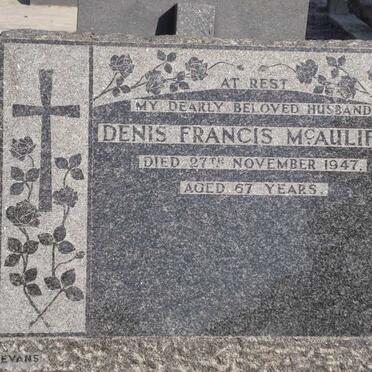 AT REST
MY DEARLY BELOVED HUSBAND
DENIS FRANCIS MCAULIF
DIED 27TH NOVEMBER 1947.
AGED 67 YEARS.
EVANS